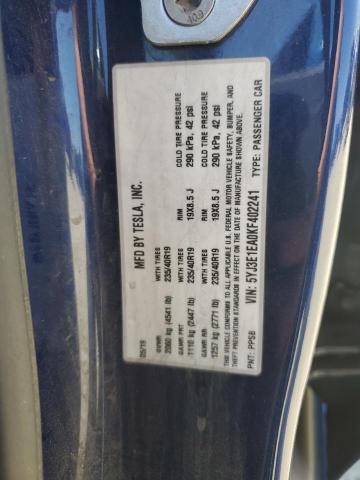 109
MFD BY TESLA, INC.
05/19
GVWR
2060 kg (4541 lb)
WITH TIRES
235/40R19
RIM
19X8.5 J
COLD TIRE PRESSURE
290 kPa, 42 psi
GAWR FRT
1110 kg (2447 lb)
WITH TIRES
235/40R19
RIM
19X8.5 J
COLD TIRE PRESSURE
290 kPa, 42 psi
GAWR RR
1257 kg (2771 lb)
WITH TIRES
235/40R19
RIM
19X8.5 J
COLD TIRE PRESSURE
290 kPa, 42 psi
THIS VEHICLE CONFORMS TO ALL APPLICABLE U.S. FEDERAL MOTOR VEHICLE SAFETY, BUMPER, AND
THEFT PREVENTION STANDARDS IN EFFECT ON THE DATE OF MANUFACTURE SHOWN ABOVE.
VIN: 5YJ3E1EA0KF402241
PNT: PPSB
TYPE: PASSENGER CAR